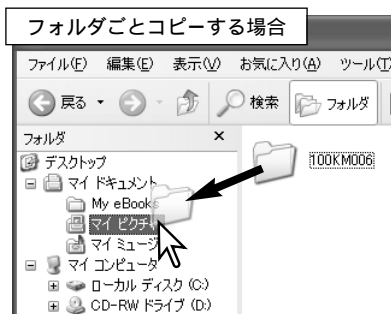 フォルダごとコピーする場合
ファイル(F) 編集(E) 表示(V) お気に入り(A) ツール(T)
戻る 検索 フォルダ
フォルダ ×
デスクトップ
マイ ドキュメント
My eBooks
マイ ピクチャ
マイ ミュージ
マイ コンピュータ
ローカル ディスク (C:)
CD-RW ドライブ (D:)
100KM006